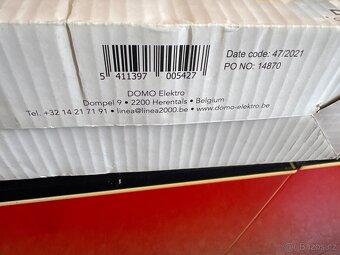 5 411397 005427
Date code: 47/2021
PO NO: 14870
DOMO Elektro
Dompel 9 • 2200 Herentals • Belgium
Tel. +32 14 21 71 91 • linea@linea2000.be • www.domo-elektro.be